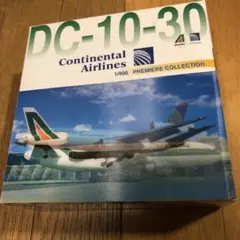 DC-10-30
Continental
Airlines
1/400 PREMIERE COLLECTION